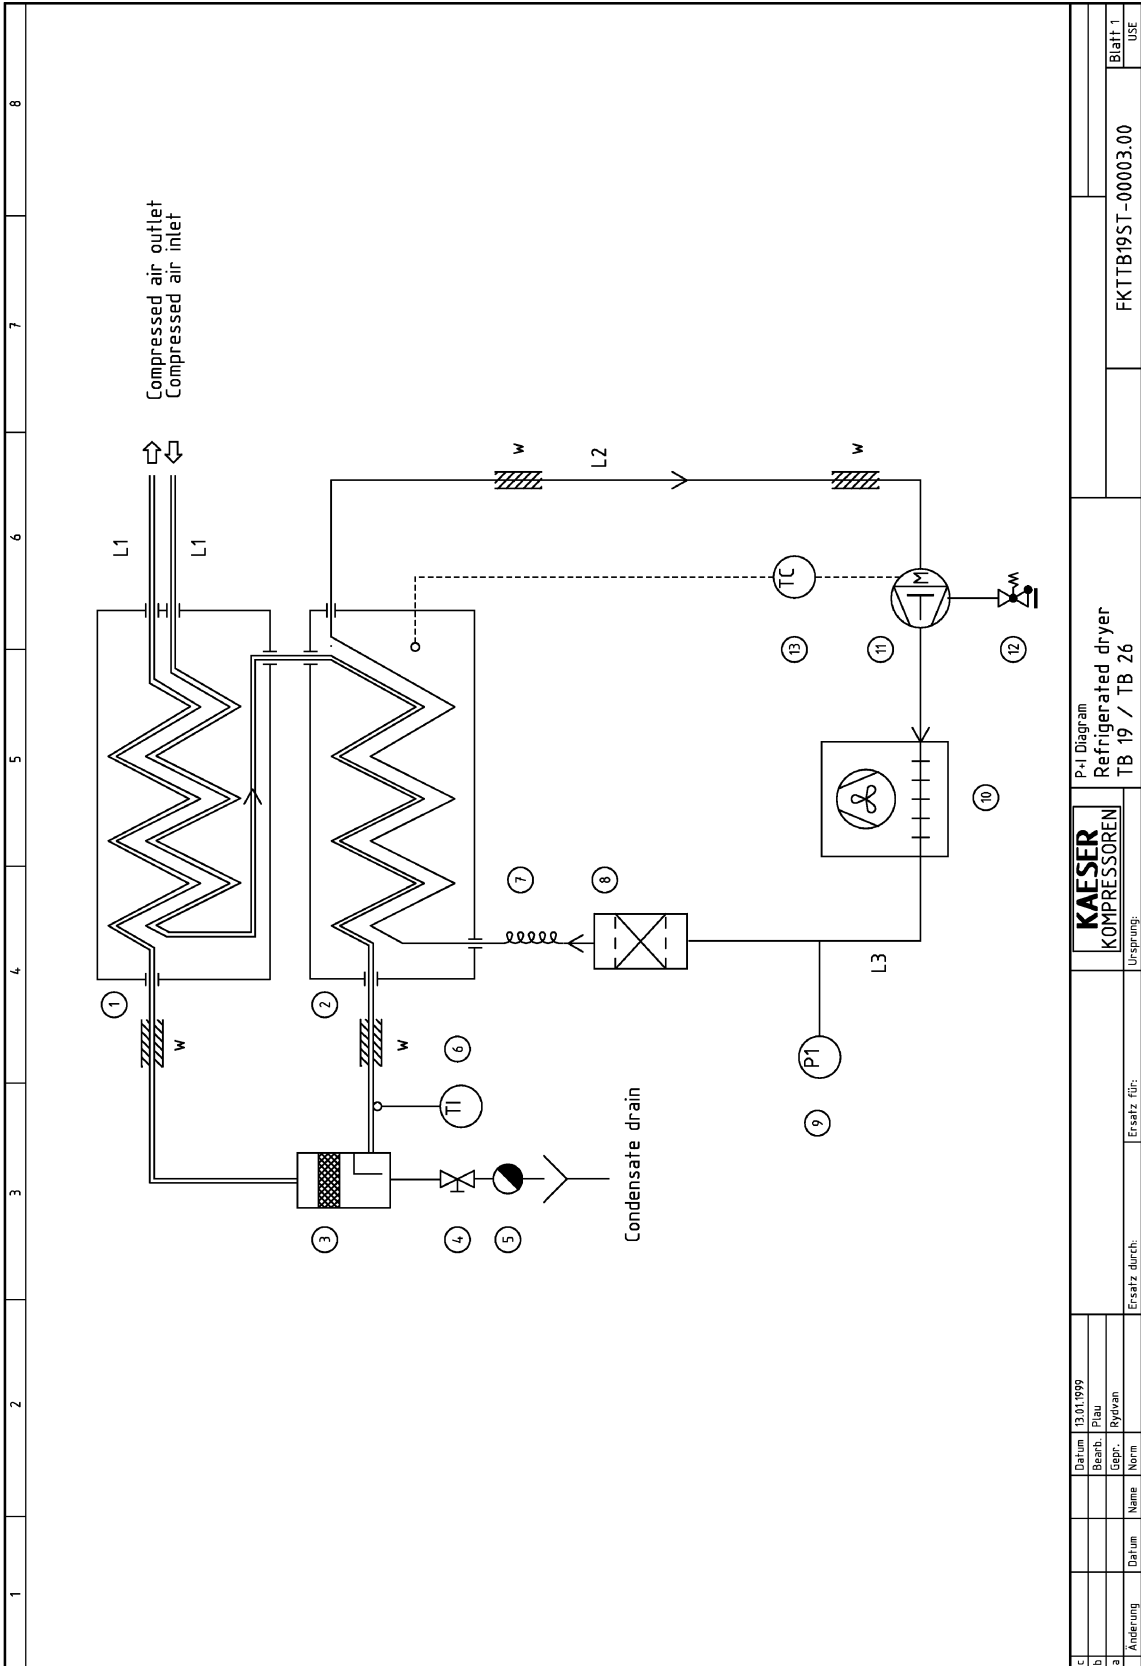 1
2
3
4
5
6
7
8
Compressed air outlet
Compressed air inlet
L1
L1
W
L2
W
TC
M
13
11
12
10
1
2
W
W
7
8
6
TI
L3
P1
9
3
4
5
Condensate drain
c
b
a
Änderung
Datum
Name
Datum 13.01.1999
Bearb. Plau
Gepr. Rydvan
Norm
Ersatz durch:
Ersatz für:
Ursprung:
KAESER
KOMPRESSOREN
P+I Diagram
Refrigerated dryer
TB 19 / TB 26
FKTTB19ST-00003.00
Blatt 1
USE